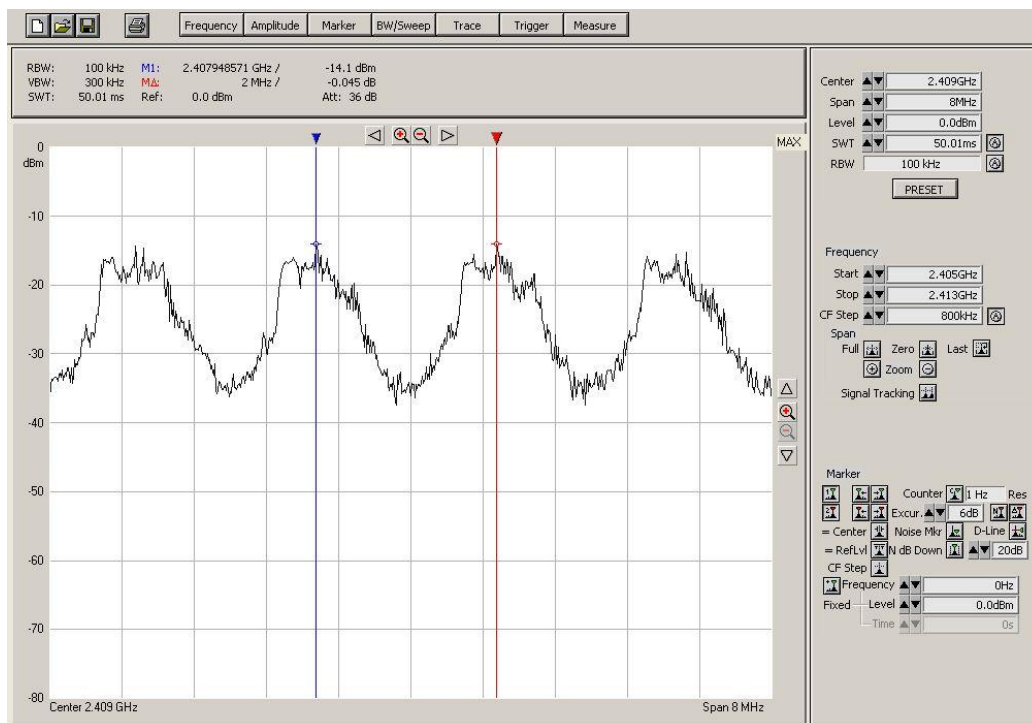 Frequency Amplitude Marker BW/Sweep Trace Trigger Measure
RBW: 100 kHz M1: 2.407948571 GHz / -14.1 dBm
VBW: 300 kHz MΔ: 2 MHz / -0.045 dB
SWT: 50.01 ms Ref: 0.0 dBm Att: 36 dB
MAX
0
dBm
-10
-20
-30
-40
-50
-60
-70
-80
Center 2.409 GHz Span 8 MHz
Center 2.409GHz
Span 8MHz
Level 0.0dBm
SWT 50.01ms
RBW 100 kHz
PRESET
Frequency
Start 2.405GHz
Stop 2.413GHz
CF Step 800kHz
Span
Full Zero Last
Zoom
Signal Tracking
Marker
Counter 1 Hz Res
Excur. 6dB
= Center Noise Mkr D-Line
= RefLvl N dB Down 20dB
CF Step
Frequency 0Hz
Fixed Level 0.0dBm
Time 0s